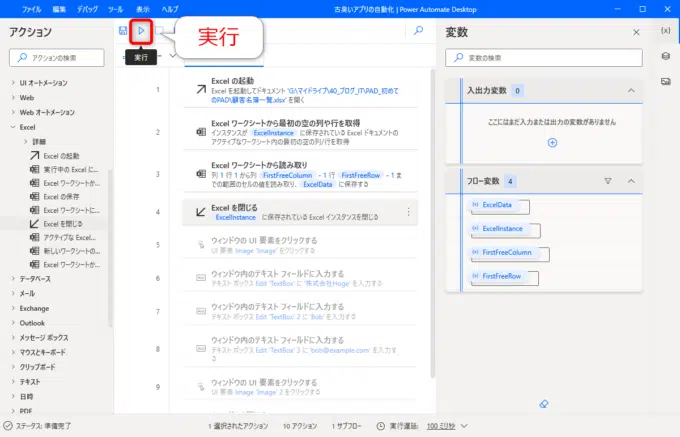 ファイル 編集 デバッグ ツール 表示 ヘルプ
古臭いアプリの自動化 | Power Automate Desktop
アクション
アクションの検索
UI オートメーション
Web
Web オートメーション
Excel
詳細
Excel の起動
実行中の Excel に...
Excel ワークシートか...
Excel の保存
Excel ワークシートに...
Excel を閉じる
アクティブな Excel...
新しいワークシートの...
Excel ワークシートか...
データベース
メール
Exchange
Outlook
メッセージ ボックス
マウスとキーボード
クリップボード
テキスト
日時
PDF
実行
実行
1
Excel の起動
Excel を起動してドキュメント 'G:\マイドライブ\40_ブログ_IT\PAD_初めて
のPAD\顧客名簿一覧.xlsx' を開く
2
Excel ワークシートから最初の空の列や行を取得
インスタンスが ExcelInstance に保存されている Excel ドキュメントの
アクティブなワークシート内の最初の空の列/行を取得
3
Excel ワークシートから読み取り
列 1 行 1 から列 FirstFreeColumn - 1 行 FirstFreeRow - 1 ま
での範囲のセルの値を読み取り、 ExcelData に保存する
4
Excel を閉じる
ExcelInstance に保存されている Excel インスタンスを閉じる
5
ウィンドウの UI 要素をクリックする
UI 要素 Image 'Image' をクリックする
6
ウィンドウ内のテキスト フィールドに入力する
テキスト ボックス Edit 'TextBox' に '株式会社Hoge' を入力する
7
ウィンドウ内のテキスト フィールドに入力する
テキスト ボックス Edit 'TextBox' 2 に 'bob' を入力する
8
ウィンドウ内のテキスト フィールドに入力する
テキスト ボックス Edit 'TextBox' 3 に 'bob@example.com' を入力す
る
9
ウィンドウの UI 要素をクリックする
UI 要素 Image 'Image' 2 をクリックする
変数
変数の検索
入出力変数 0
ここにはまだ入力または出力の変数がありません
フロー変数 4
(x) ExcelData
(x) ExcelInstance
(x) FirstFreeColumn
(x) FirstFreeRow
{x}
ステータス: 準備完了
1 選択されたアクション
10 アクション
1 サブフロー
実行遅延: 100 ミリ秒